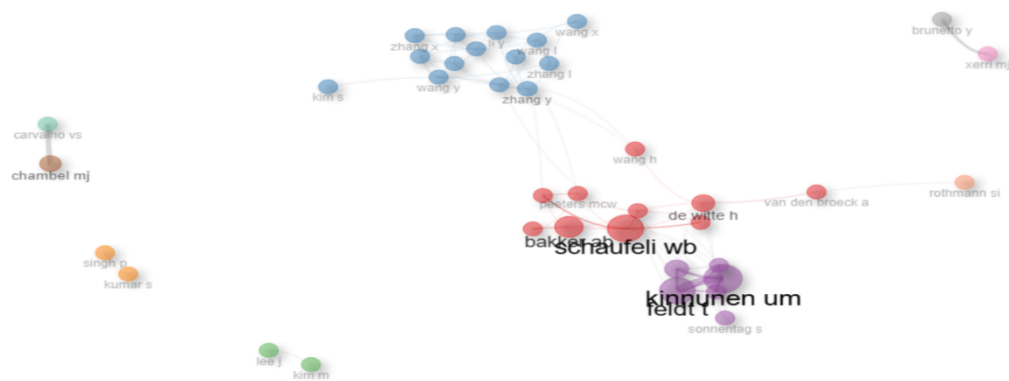 brunetto y
wang x
zhang x
li y
wang l
xerri mj
zhang l
wang y
kim s
zhang y
carvalho vs
wang h
chambel mj
rothmann si
peeters mcw
van den broeck a
de witte h
bakker ab
schaufeli wb
singh p
kumar s
kinnunen um
feldt t
sonnentag s
lee j
kim m